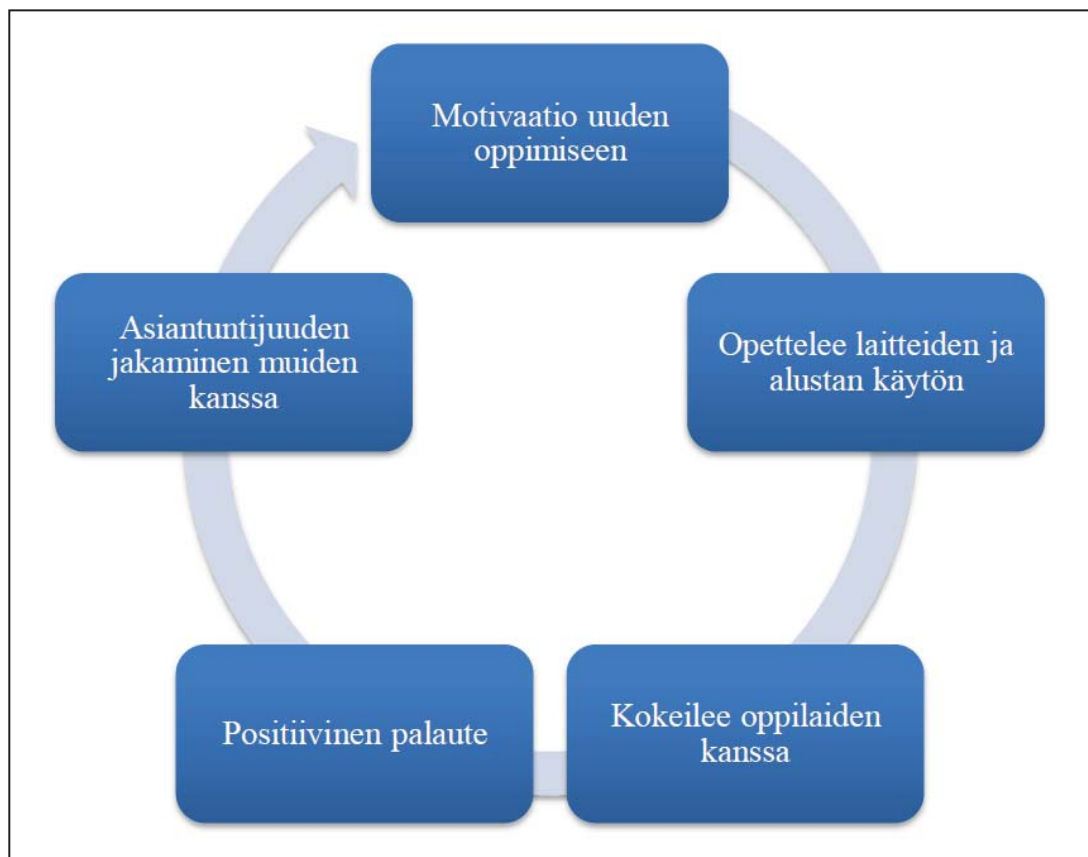 Motivaatio uuden
oppimiseen
Opettelee laitteiden ja
alustan käytön
Kokeilee oppilaiden
kanssa
Positiivinen palaute
Asiantuntijuuden
jakaminen muiden
kanssa